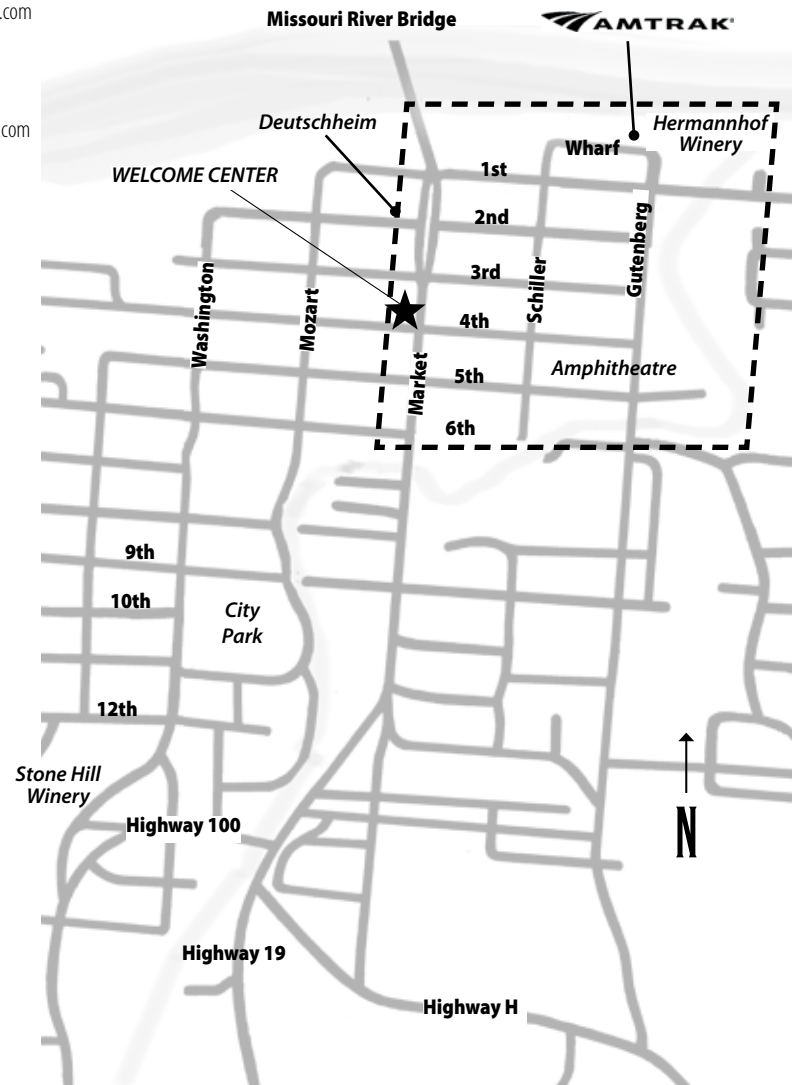 .com
Missouri River Bridge
AMTRAK
.com
Deutschheim
Hermannhof
Winery
Wharf
WELCOME CENTER
1st
2nd
Gutenberg
3rd
Schiller
Washington
Mozart
4th
Market
5th
Amphitheatre
6th
9th
10th
City
Park
12th
Stone Hill
Winery
Highway 100
N
Highway 19
Highway H